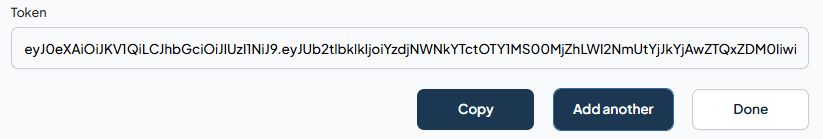 Token
eyJ0eXAiOiJKV1QiLCJhbGciOiJIUzI1NiJ9.eyJUb2tlbklkIjoiYzdjNWNkYTctOTY1MS00MjZhLWI2NmUtYjJkYjAwZTQxZDM0Iiwi
Copy
Add another
Done